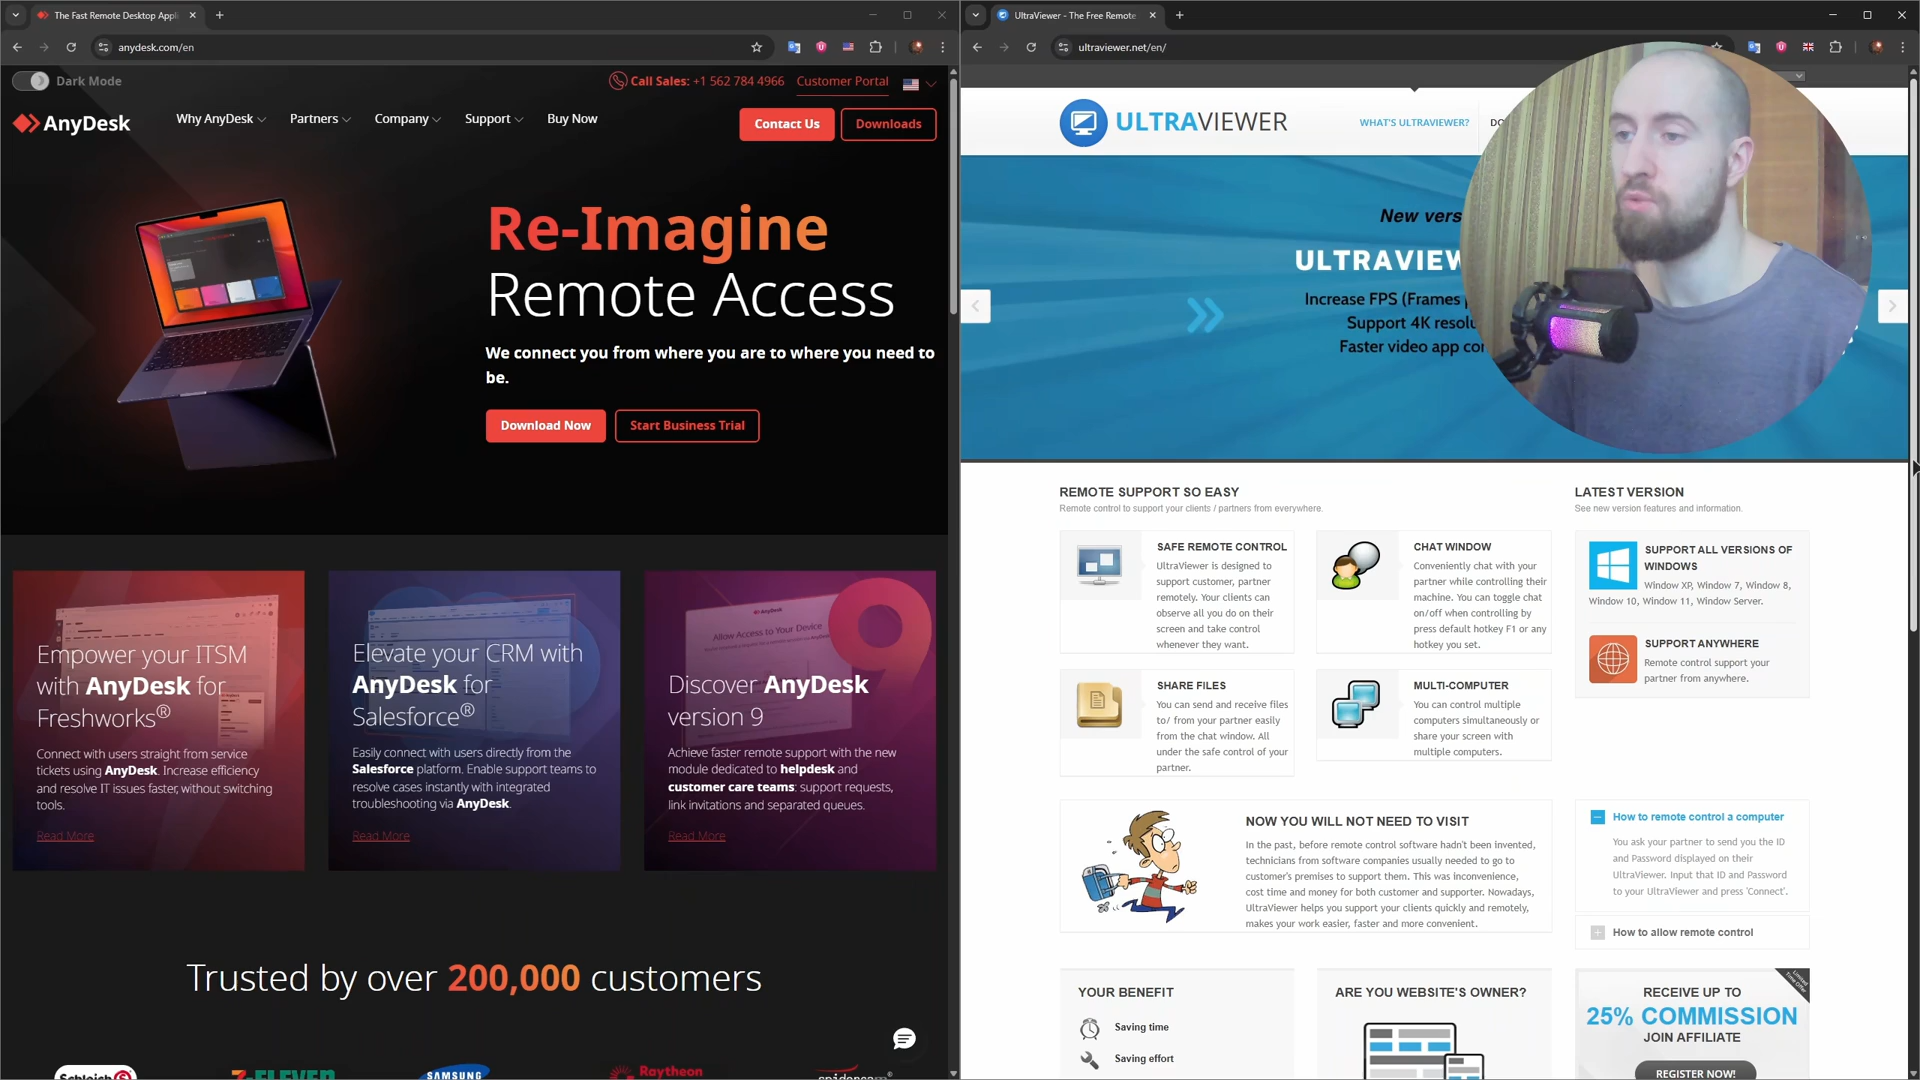 The Fast Remote Desktop Appli
anydesk.com/en
Dark Mode
Call Sales: +1 562 784 4966
Customer Portal
AnyDesk
Why AnyDesk
Partners
Company
Support
Buy Now
Contact Us
Downloads
Re-Imagine
Remote Access
We connect you from where you are to where you need to
be.
Download Now
Start Business Trial
Empower your ITSM
with AnyDesk for
Freshworks®
Connect with users straight from service
tickets using AnyDesk. Increase efficiency
and resolve IT issues faster, without switching
tools.
Read More
Elevate your CRM with
AnyDesk for
Salesforce®
Easily connect with users directly from the
Salesforce platform. Enable support teams to
resolve cases instantly with integrated
troubleshooting via AnyDesk.
Read More
AnyDesk
Allow Access to Your Device
9
Discover AnyDesk
version 9
Achieve faster remote support with the new
module dedicated to helpdesk and
customer care teams: support requests,
link invitations and separated queues.
Read More
Trusted by over 200,000 customers
Schleich
7-ELEVEN
SAMSUNG
Raytheon
spidercam
UltraViewer - The Free Remote
ultraviewer.net/en/
ULTRAVIEWER
WHAT'S ULTRAVIEWER?
DO
New vers
ULTRAVIEW
Increase FPS (Frames
Support 4K resolu
Faster video app co
REMOTE SUPPORT SO EASY
Remote control to support your clients / partners from everywhere.
SAFE REMOTE CONTROL
UltraViewer is designed to
support customer, partner
remotely. Your clients can
observe all you do on their
screen and take control
whenever they want.
CHAT WINDOW
Conveniently chat with your
partner while controlling their
machine. You can toggle chat
on/off when controlling by
press default hotkey F1 or any
hotkey you set.
SHARE FILES
You can send and receive files
to/ from your partner easily
from the chat window. All
under the safe control of your
partner.
MULTI-COMPUTER
You can control multiple
computers simultaneously or
share your screen with
multiple computers.
LATEST VERSION
See new version features and information.
SUPPORT ALL VERSIONS OF
WINDOWS
Window XP, Window 7, Window 8,
Window 10, Window 11, Window Server.
SUPPORT ANYWHERE
Remote control support your
partner from anywhere.
NOW YOU WILL NOT NEED TO VISIT
In the past, before remote control software hadn't been invented,
technicians from software companies usually needed to go to
customer's premises to support them. This was inconvenience,
cost time and money for both customer and supporter. Nowadays,
UltraViewer helps you support your clients quickly and remotely,
makes your work easier, faster and more convenient.
How to remote control a computer
You ask your partner to send you the ID
and Password displayed on their
UltraViewer. Input that ID and Password
to your UltraViewer and press 'Connect'.
How to allow remote control
YOUR BENEFIT
Saving time
Saving effort
ARE YOU WEBSITE'S OWNER?
Limited
Time Offer
RECEIVE UP TO
25% COMMISSION
JOIN AFFILIATE
REGISTER NOW!